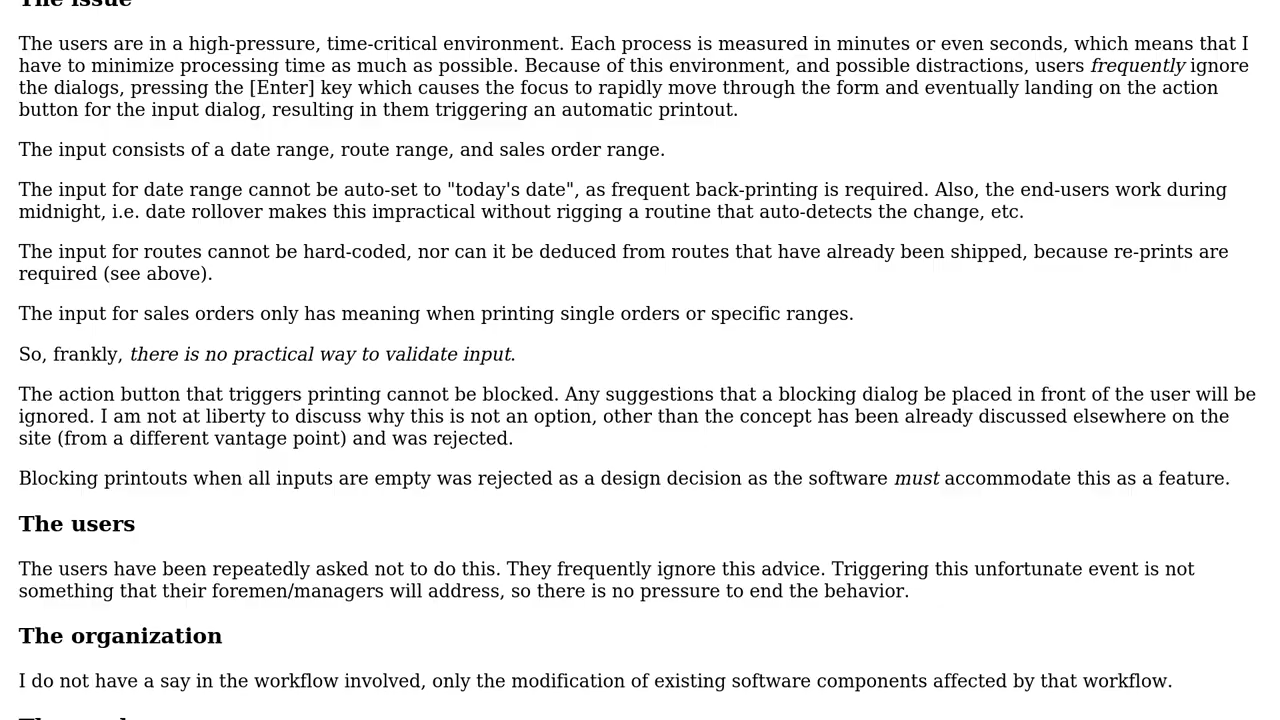 The issue
The users are in a high-pressure, time-critical environment. Each process is measured in minutes or even seconds, which means that I
have to minimize processing time as much as possible. Because of this environment, and possible distractions, users frequently ignore
the dialogs, pressing the [Enter] key which causes the focus to rapidly move through the form and eventually landing on the action
button for the input dialog, resulting in them triggering an automatic printout.
The input consists of a date range, route range, and sales order range.
The input for date range cannot be auto-set to "today's date", as frequent back-printing is required. Also, the end-users work during
midnight, i.e. date rollover makes this impractical without rigging a routine that auto-detects the change, etc.
The input for routes cannot be hard-coded, nor can it be deduced from routes that have already been shipped, because re-prints are
required (see above).
The input for sales orders only has meaning when printing single orders or specific ranges.
So, frankly, there is no practical way to validate input.
The action button that triggers printing cannot be blocked. Any suggestions that a blocking dialog be placed in front of the user will be
ignored. I am not at liberty to discuss why this is not an option, other than the concept has been already discussed elsewhere on the
site (from a different vantage point) and was rejected.
Blocking printouts when all inputs are empty was rejected as a design decision as the software must accommodate this as a feature.
The users
The users have been repeatedly asked not to do this. They frequently ignore this advice. Triggering this unfortunate event is not
something that their foremen/managers will address, so there is no pressure to end the behavior.
The organization
I do not have a say in the workflow involved, only the modification of existing software components affected by that workflow.